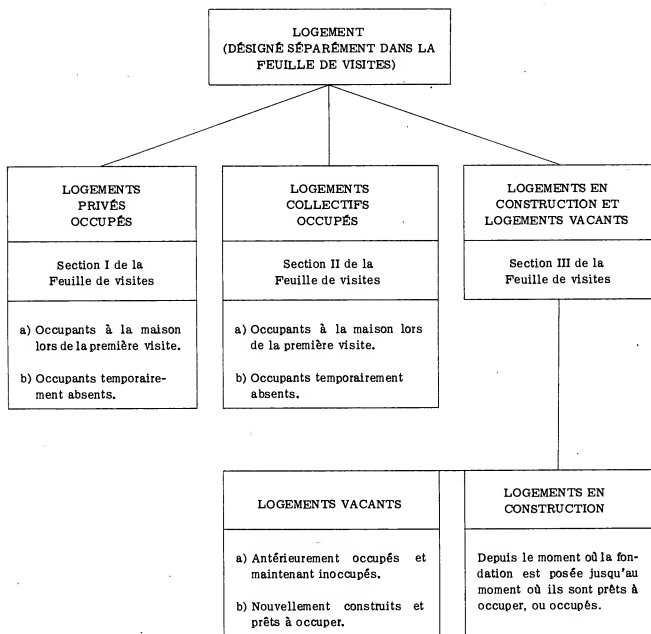 LOGEMENT
(DÉSIGNÉ SÉPARÉMENT DANS LA
FEUILLE DE VISITES)
LOGEMENTS
PRIVÉS
OCCUPÉS
Section I de la
Feuille de visites
a) Occupants à la maison
lors de la première visite.
b) Occupants temporaire-
ment absents.
LOGEMENTS
COLLECTIFS
OCCUPÉS
Section II de la
Feuille de visites
a) Occupants à la maison lors
de la première visite.
b) Occupants temporairement
absents.
LOGEMENTS EN
CONSTRUCTION ET
LOGEMENTS VACANTS
Section III de la
Feuille de visites
LOGEMENTS VACANTS
a) Antérieurement occupés et
maintenant inoccupés.
b) Nouvellement construits et
prêts à occuper.
LOGEMENTS EN
CONSTRUCTION
Depuis le moment où la fon-
dation est posée jusqu'au
moment où ils sont prêts à
occuper, ou occupés.